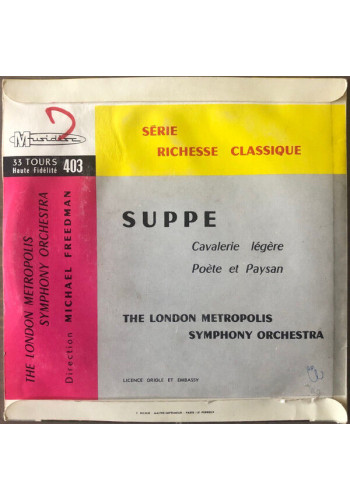 2
Musidisc
33 TOURS
Haute Fidélité
403
SÉRIE
RICHESSE CLASSIQUE
THE LONDON METROPOLIS
SYMPHONY ORCHESTRA
Direction MICHAEL FREEDMAN
SUPPE
Cavalerie légère
Poète et Paysan
THE LONDON METROPOLIS
SYMPHONY ORCHESTRA
LICENCE ORIOLE ET EMBASSY